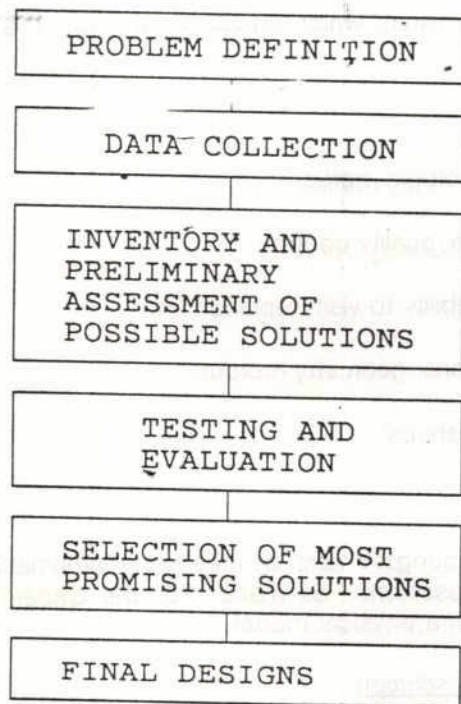 PROBLEM DEFINITION
DATA COLLECTION
INVENTORY AND
PRELIMINARY
ASSESSMENT OF
POSSIBLE SOLUTIONS
TESTING AND
EVALUATION
SELECTION OF MOST
PROMISING SOLUTIONS
FINAL DESIGNS